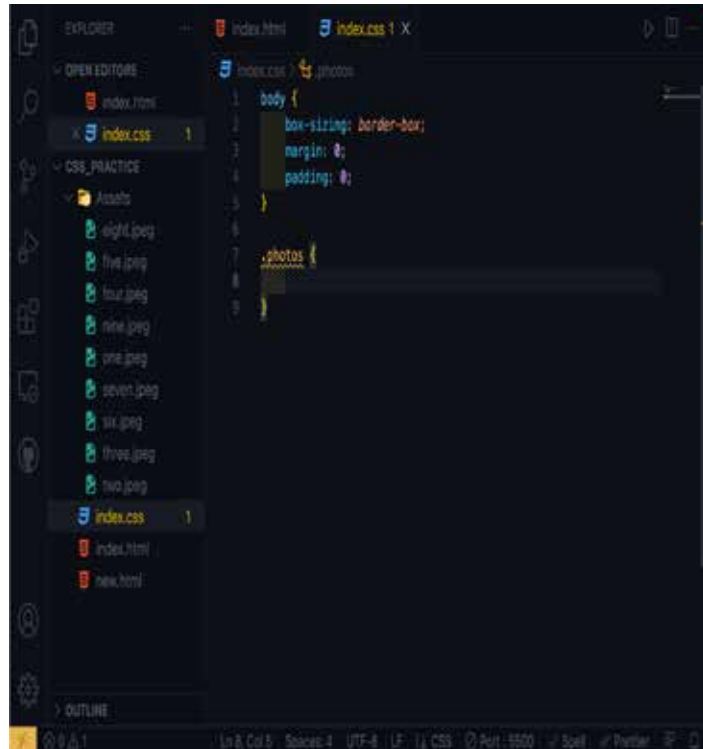 EXPLORER ...
index.html
index.css 1 X
OPEN EDITORS
index.html
index.css 1
CSS_PRACTICE
Assets
eight.jpeg
five.jpeg
four.jpeg
nine.jpeg
one.jpeg
seven.jpeg
six.jpeg
three.jpeg
two.jpeg
index.css 1
index.html
new.html
OUTLINE
index.css > .photos
1 body {
2 box-sizing: border-box;
3 margin: 0;
4 padding: 0;
5 }
6
7 .photos {
8
9 }
0 1 Ln 8, Col 5 Spaces: 4 UTF-8 LF CSS Port : 5500 Spell Prettier